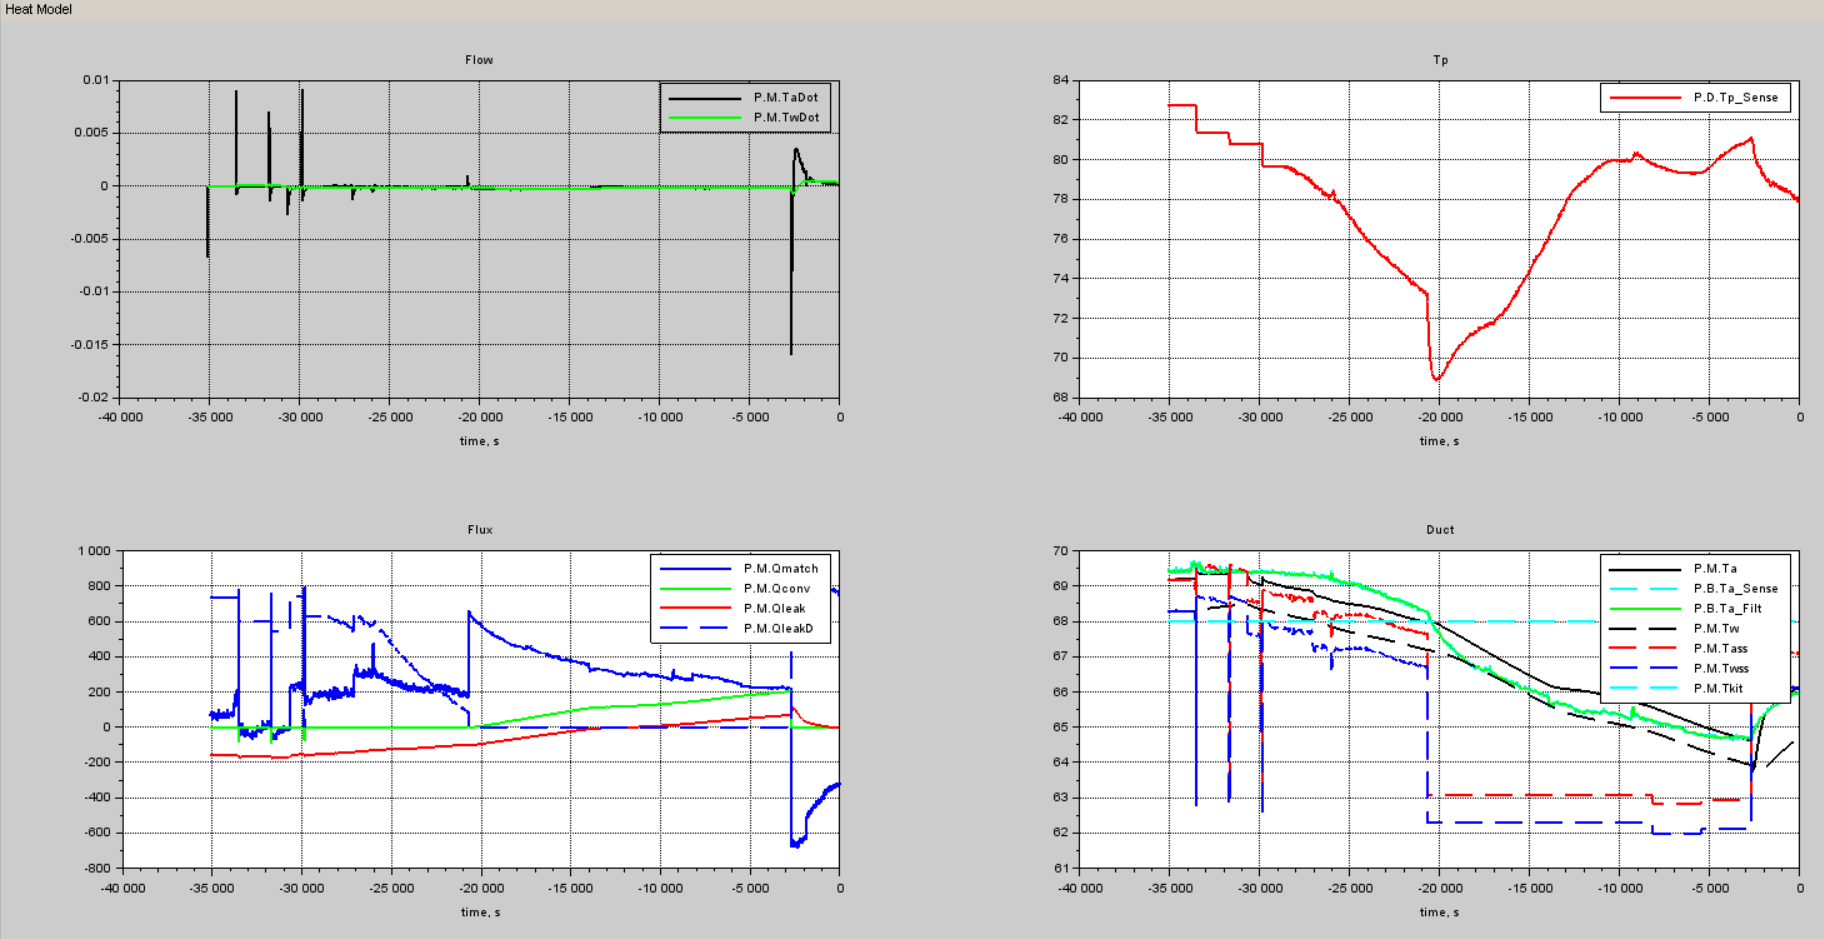 Heat Model
Flow
0.01
0.005
0
-0.005
-0.01
-0.015
-0.02
-40 000 -35 000 -30 000 -25 000 -20 000 -15 000 -10 000 -5 000 0
time, s
P.M.TaDot
P.M.TwDot
Tp
84
82
80
78
76
74
72
70
68
-40 000 -35 000 -30 000 -25 000 -20 000 -15 000 -10 000 -5 000 0
time, s
P.D.Tp_Sense
Flux
1 000
800
600
400
200
0
-200
-400
-600
-800
-40 000 -35 000 -30 000 -25 000 -20 000 -15 000 -10 000 -5 000 0
time, s
P.M.Qmatch
P.M.Qconv
P.M.Qleak
P.M.QleakD
Duct
70
69
68
67
66
65
64
63
62
61
-40 000 -35 000 -30 000 -25 000 -20 000 -15 000 -10 000 -5 000 0
time, s
P.M.Ta
P.B.Ta_Sense
P.B.Ta_Filt
P.M.Tw
P.M.Tass
P.M.Twss
P.M.Tkit